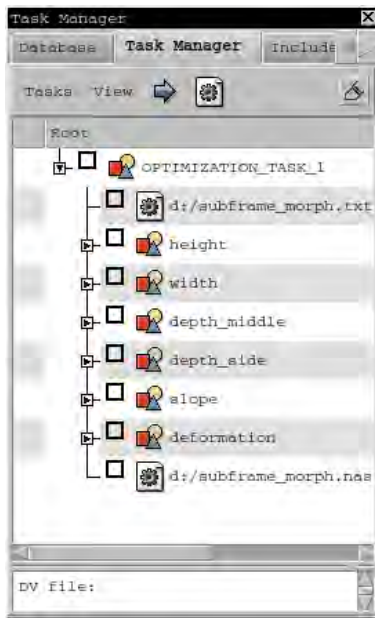 Task Manager
Database Task Manager Include
Tasks View
Root
OPTIMIZATION_TASK_1
d:/subframe_morph.txt
height
width
depth_middle
depth_side
slope
deformation
d:/subframe_morph.nas
DV file: